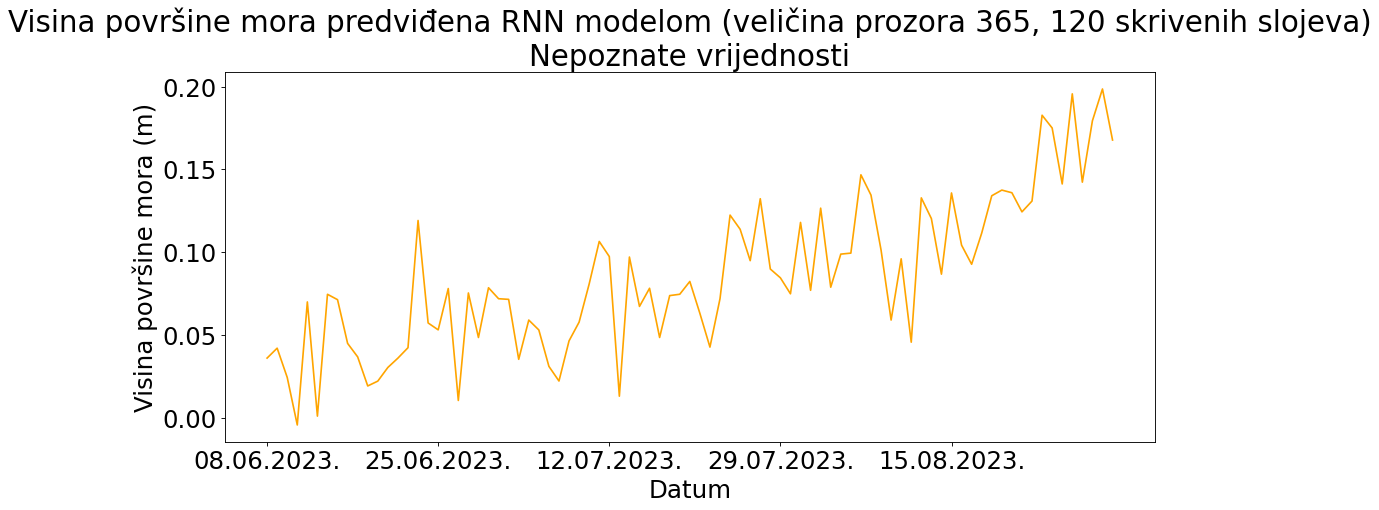 Visina površine mora predviđena RNN modelom (veličina prozora 365, 120 skrivenih slojeva)
Nepoznate vrijednosti
Visina površine mora (m)
0.20
0.15
0.10
0.05
0.00
08.06.2023. 25.06.2023. 12.07.2023. 29.07.2023. 15.08.2023.
Datum